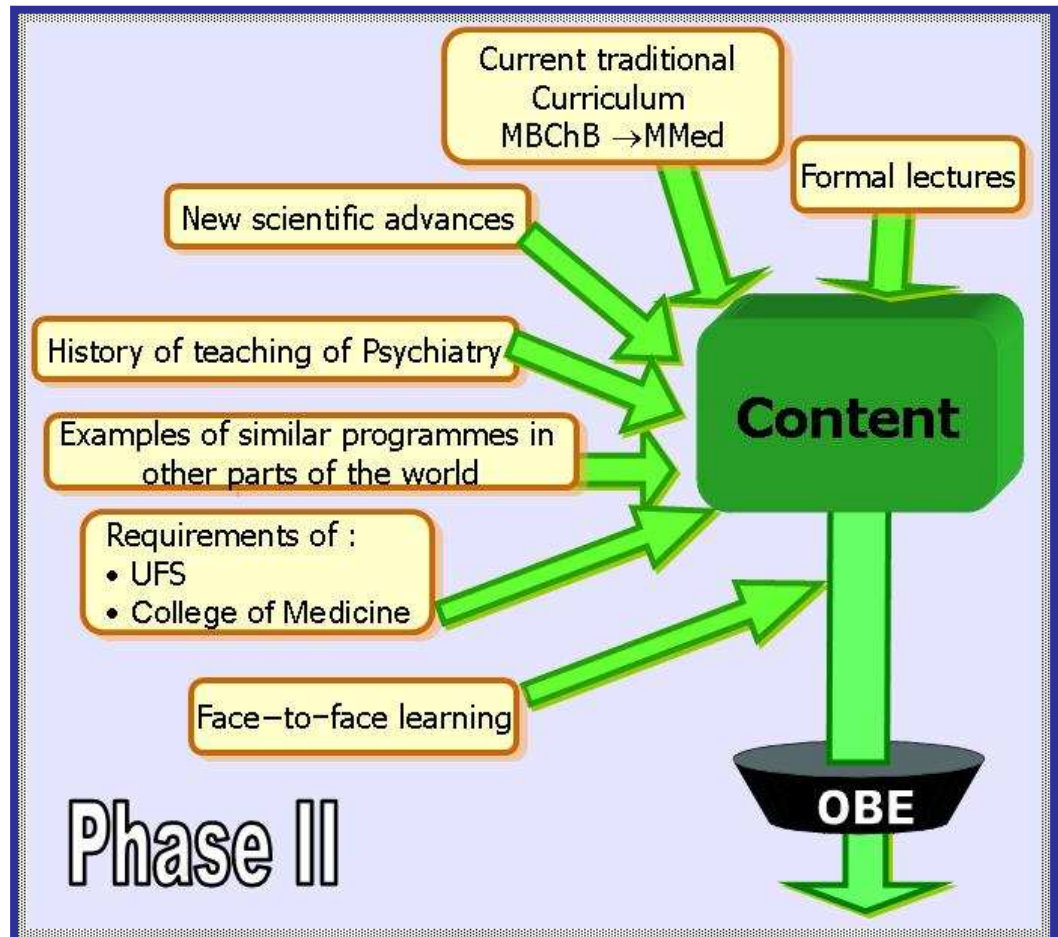 Current traditional
Curriculum
MBChB →MMed
Formal lectures
New scientific advances
History of teaching of Psychiatry
Examples of similar programmes in
other parts of the world
Requirements of :
• UFS
• College of Medicine
Face-to-face learning
Content
OBE
Phase II